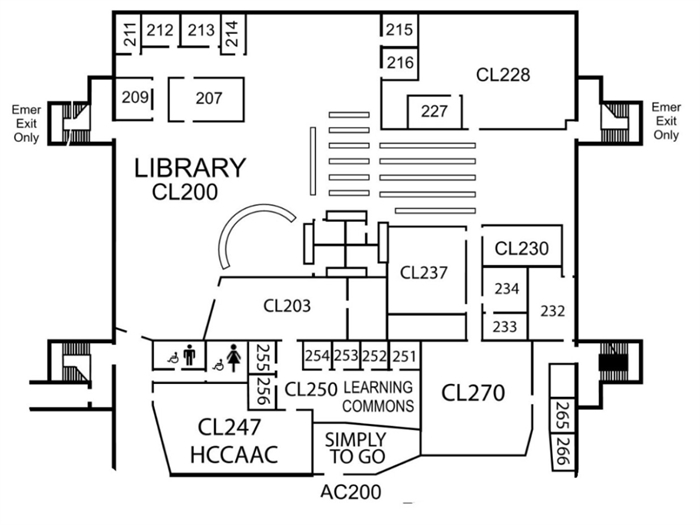 211
212
213
214
215
216
CL228
209
207
227
Emer
Exit
Only
Emer
Exit
Only
LIBRARY
CL200
CL230
CL237
234
232
CL203
233
255
254
253
252
251
256
CL250
LEARNING
COMMONS
CL270
CL247
HCCAAC
SIMPLY
TO GO
265
266
AC200